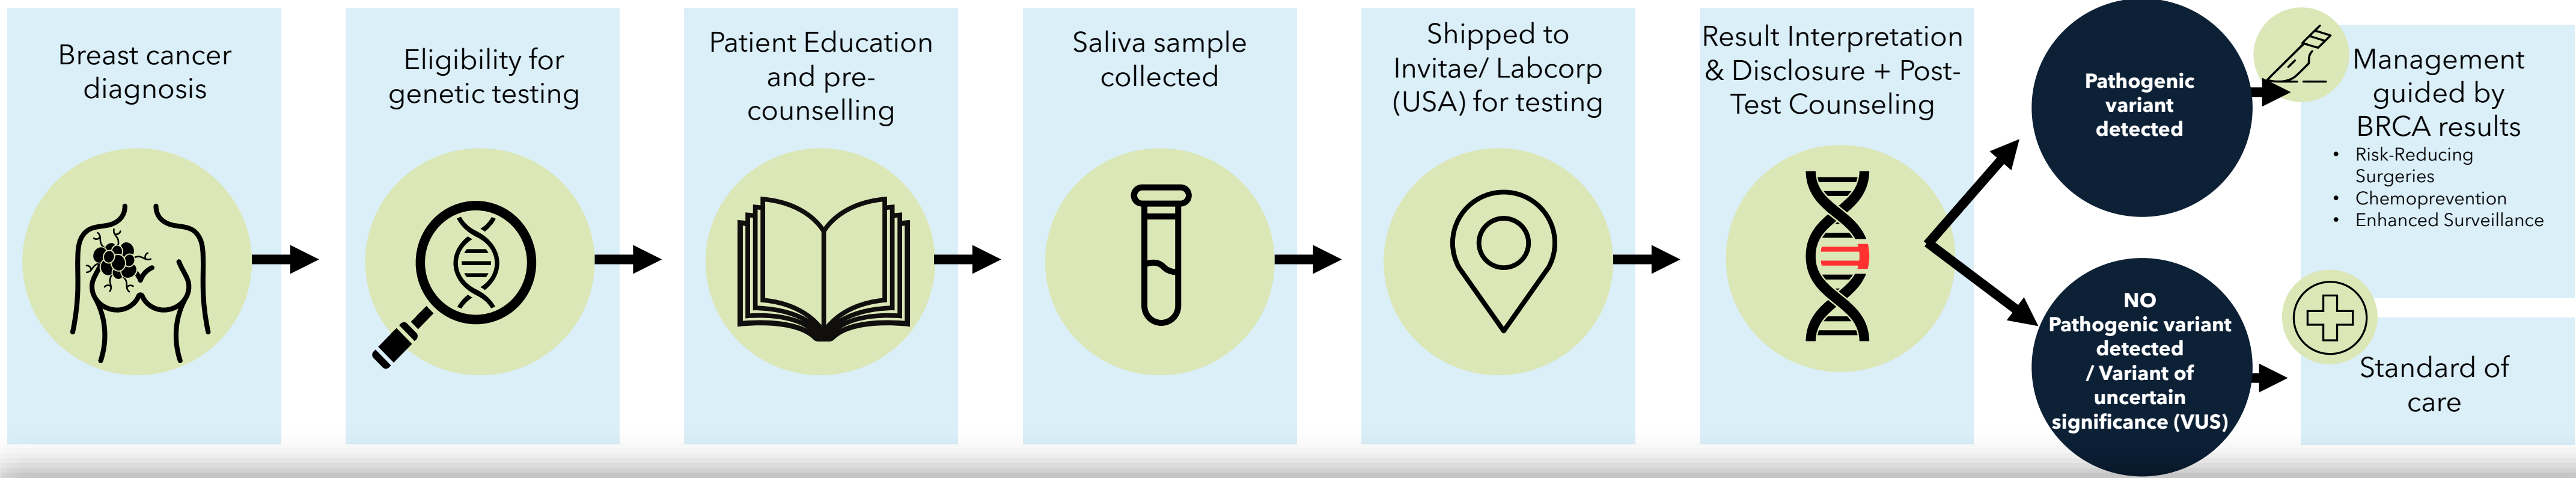 Breast cancer
diagnosis
Eligibility for
genetic testing
Patient Education
and pre-
counselling
Saliva sample
collected
Shipped to
Invitae/ Labcorp
(USA) for testing
Result Interpretation
& Disclosure + Post-
Test Counseling
Pathogenic
variant
detected
Management
guided by
BRCA results
• Risk-Reducing
Surgeries
• Chemoprevention
• Enhanced Surveillance
NO
Pathogenic variant
detected
/ Variant of
uncertain
significance (VUS)
Standard of
care